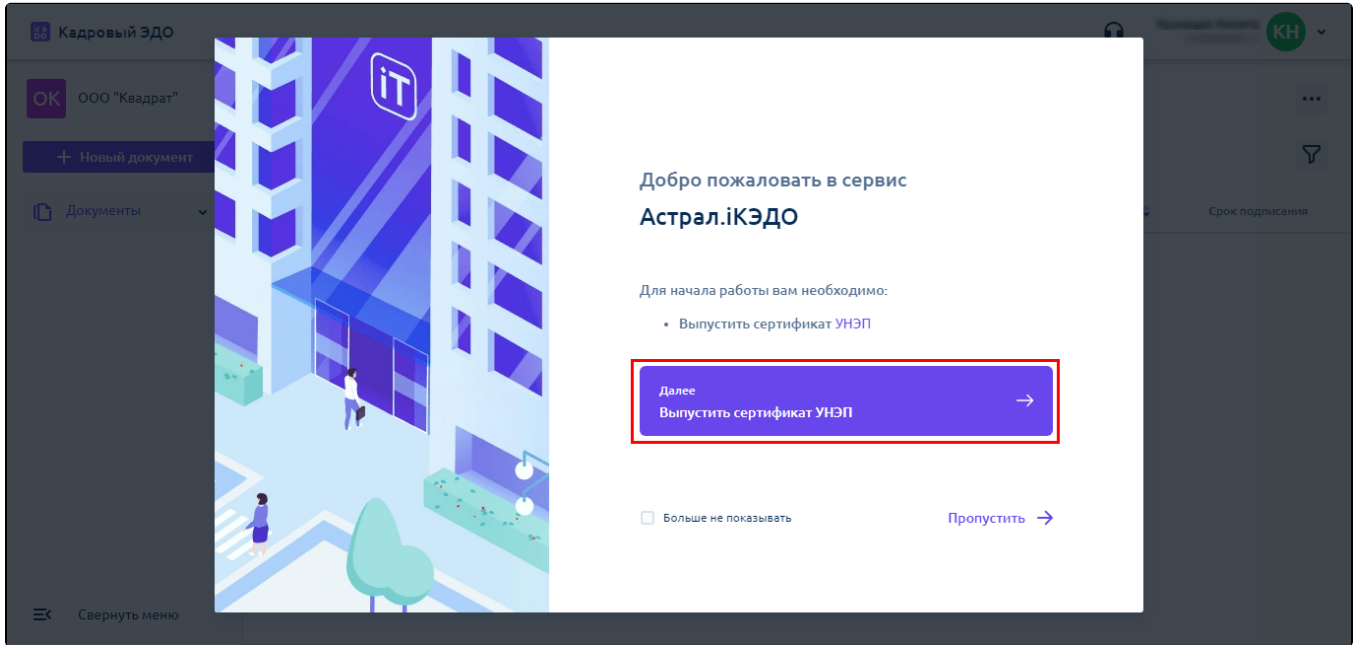 Кадровый ЭДО
КН
ОК ООО "Квадрат"
+ Новый документ
Документы
Срок подписания
iT
Добро пожаловать в сервис
Астрал.iКЭДО
Для начала работы вам необходимо:
• Выпустить сертификат УНЭП
Далее
Выпустить сертификат УНЭП
Больше не показывать
Пропустить
Свернуть меню